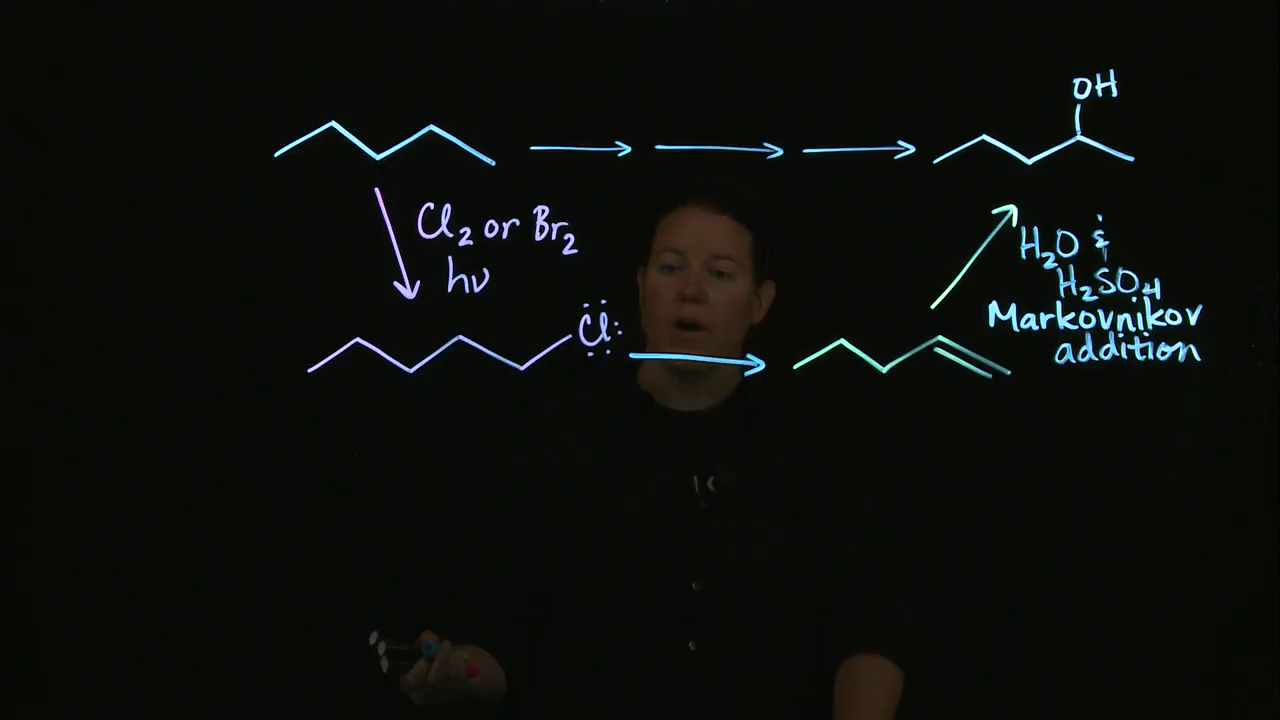 OH
Cl2 or Br2
hν
H2O &
H2SO4
Markovnikov
addition
Cl